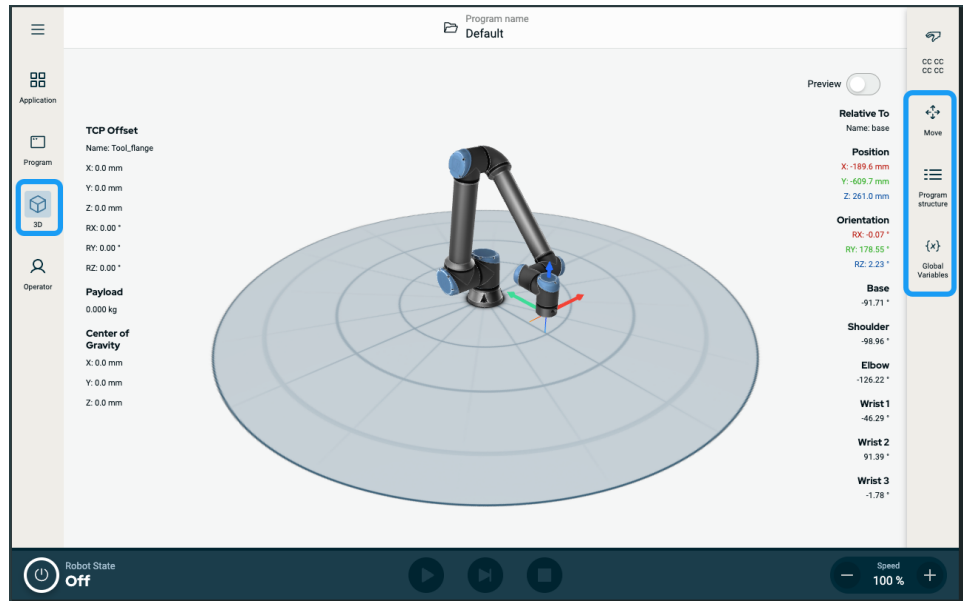 Program name
Default
Application
Program
3D
Operator
TCP Offset
Name: Tool_flange
X: 0.0 mm
Y: 0.0 mm
Z: 0.0 mm
RX: 0.00 °
RY: 0.00 °
RZ: 0.00 °
Payload
0.000 kg
Center of
Gravity
X: 0.0 mm
Y: 0.0 mm
Z: 0.0 mm
Preview
Relative To
Name: base
Position
X: -189.6 mm
Y: -609.7 mm
Z: 261.0 mm
Orientation
RX: -0.07 °
RY: 178.55 °
RZ: 2.23 °
Base
-91.71 °
Shoulder
-98.96 °
Elbow
-126.22 °
Wrist 1
-46.29 °
Wrist 2
91.39 °
Wrist 3
-1.78 °
CC CC
CC CC
Move
Program
structure
{x}
Global
Variables
Robot State
Off
Speed
100 %